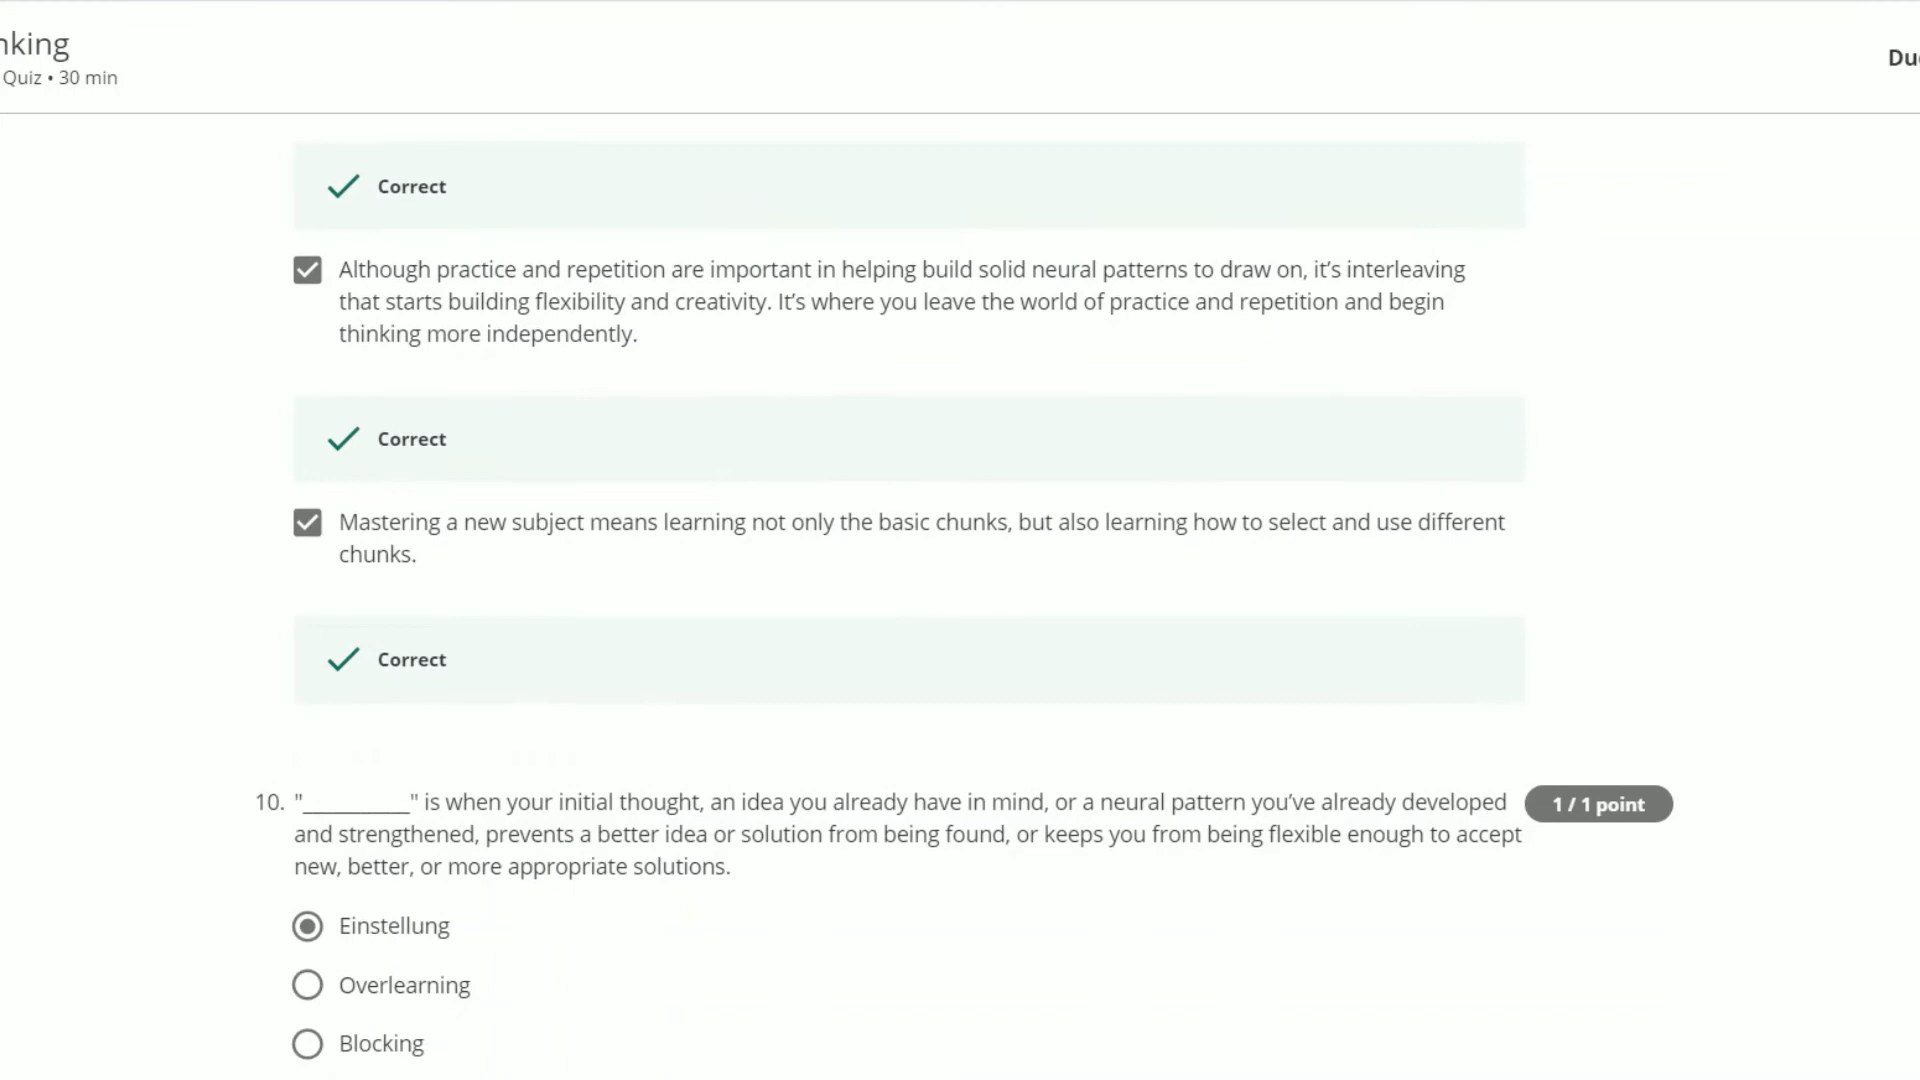 nking
Quiz • 30 min
Du
Correct
Although practice and repetition are important in helping build solid neural patterns to draw on, it’s interleaving
that starts building flexibility and creativity. It’s where you leave the world of practice and repetition and begin
thinking more independently.
Correct
Mastering a new subject means learning not only the basic chunks, but also learning how to select and use different
chunks.
Correct
10. "_________" is when your initial thought, an idea you already have in mind, or a neural pattern you’ve already developed
1 / 1 point
and strengthened, prevents a better idea or solution from being found, or keeps you from being flexible enough to accept
new, better, or more appropriate solutions.
Einstellung
Overlearning
Blocking